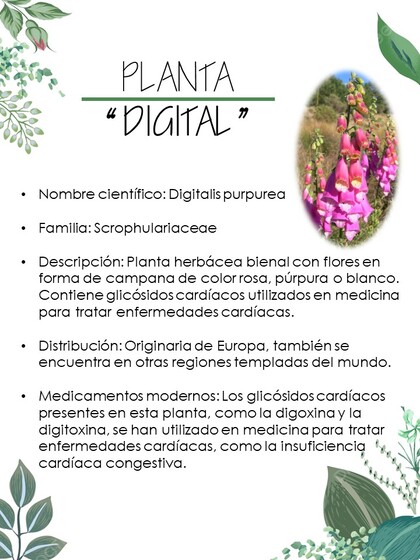 PLANTA
“DIGITAL”
• Nombre científico: Digitalis purpurea
• Familia: Scrophulariaceae
• Descripción: Planta herbácea bienal con flores en
forma de campana de color rosa, púrpura o blanco.
Contiene glicósidos cardíacos utilizados en medicina
para tratar enfermedades cardíacas.
• Distribución: Originaria de Europa, también se
encuentra en otras regiones templadas del mundo.
• Medicamentos modernos: Los glicósidos cardíacos
presentes en esta planta, como la digoxina y la
digitoxina, se han utilizado en medicina para tratar
enfermedades cardíacas, como la insuficiencia
cardíaca congestiva.